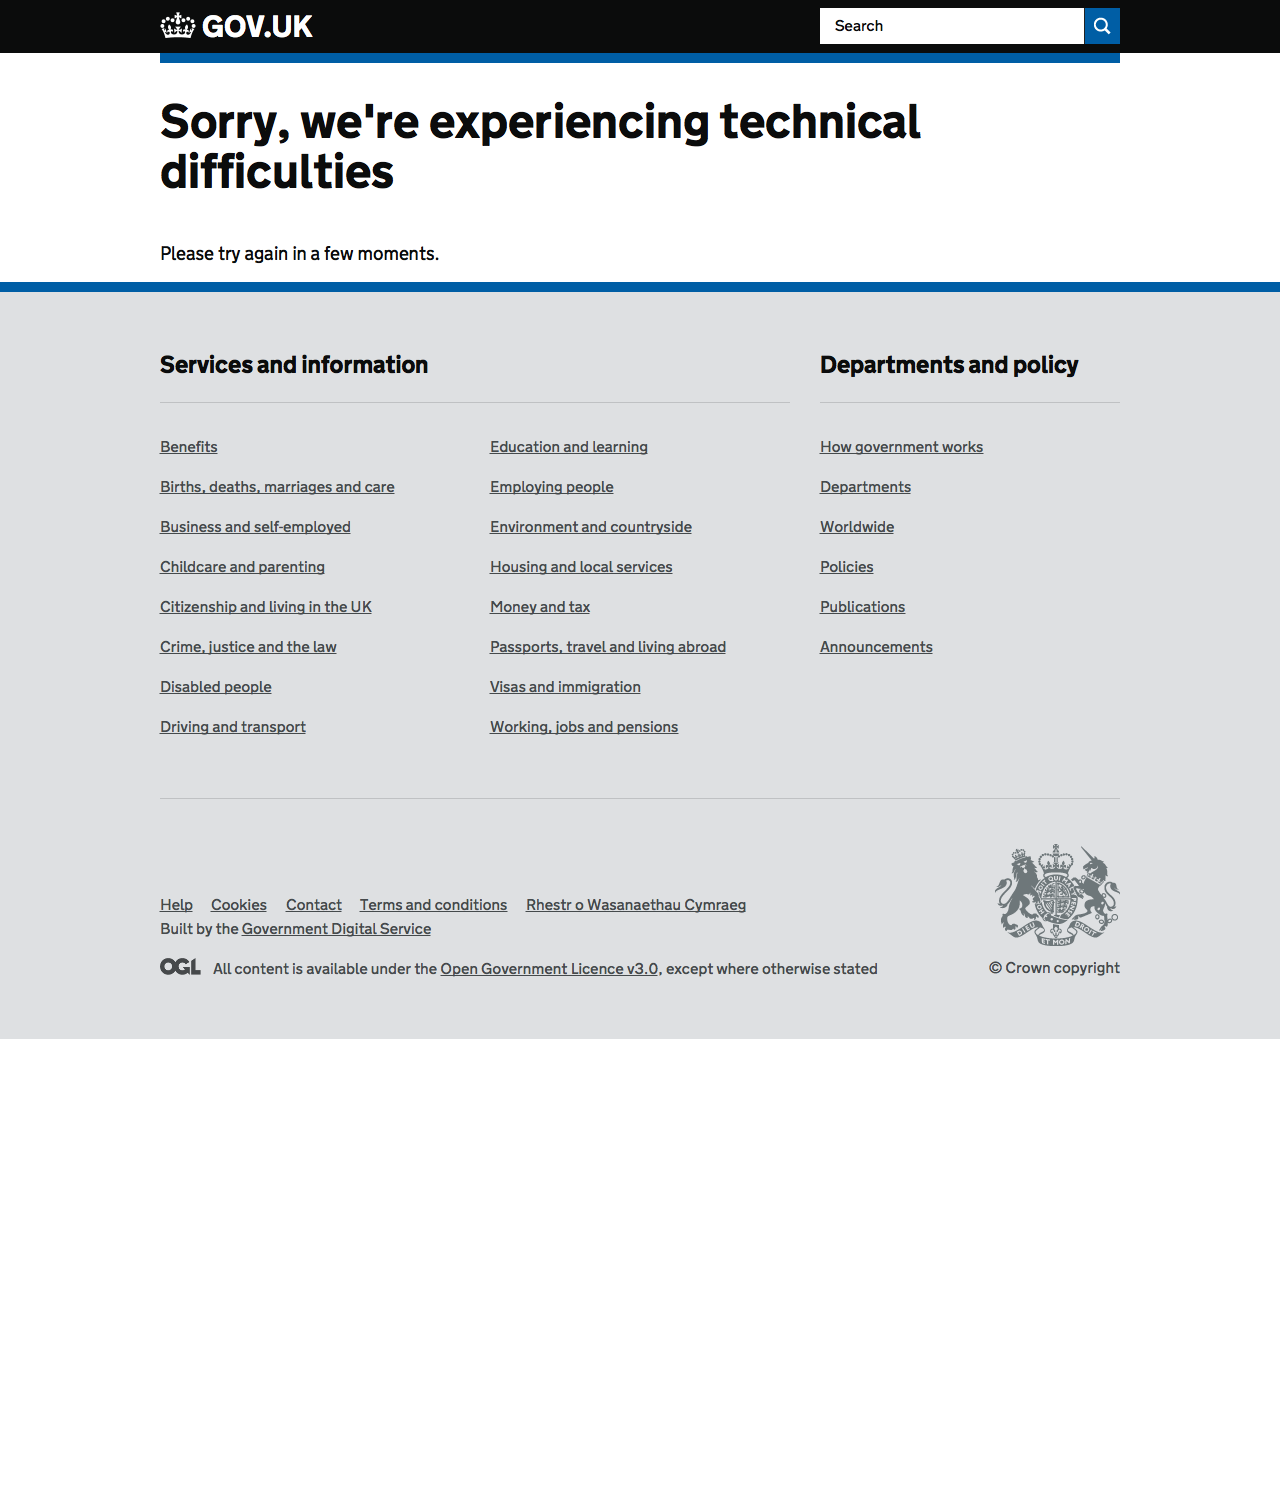 GOV.UK
Search
Sorry, we're experiencing technical
difficulties
Please try again in a few moments.
Services and information
Benefits
Births, deaths, marriages and care
Business and self-employed
Childcare and parenting
Citizenship and living in the UK
Crime, justice and the law
Disabled people
Driving and transport
Education and learning
Employing people
Environment and countryside
Housing and local services
Money and tax
Passports, travel and living abroad
Visas and immigration
Working, jobs and pensions
Departments and policy
How government works
Departments
Worldwide
Policies
Publications
Announcements
Help Cookies Contact Terms and conditions Rhestr o Wasanaethau Cymraeg
Built by the Government Digital Service
OGL All content is available under the Open Government Licence v3.0, except where otherwise stated
DIEU ET MON DROIT
© Crown copyright